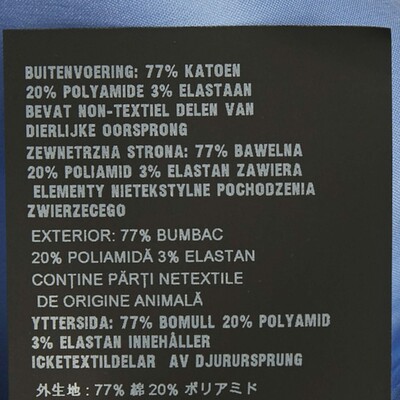 BUITENVOERING: 77% KATOEN
20% POLYAMIDE 3% ELASTAAN
BEVAT NON-TEXTIEL DELEN VAN
DIERLIJKE OORSPRONG
ZEWNETRZNA STRONA: 77% BAWELNA
20% POLIAMID 3% ELASTAN ZAWIERA
ELEMENTY NIETEKSTYLNE POCHODZENIA
ZWIERZECEGO
EXTERIOR: 77% BUMBAC
20% POLIAMIDĂ 3% ELASTAN
CONȚINE PĂRȚI NETEXTILE
DE ORIGINE ANIMALĂ
YTTERSIDA: 77% BOMULL 20% POLYAMID
3% ELASTAN INNEHÅLLER
ICKETEXTILDELAR AV DJURURSPRUNG
外生地 : 77% 綿 20% ポリアミド